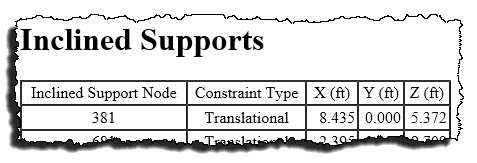 Inclined Supports
Inclined Support Node Constraint Type X (ft) Y (ft) Z (ft)
381 Translational 8.435 0.000 5.372